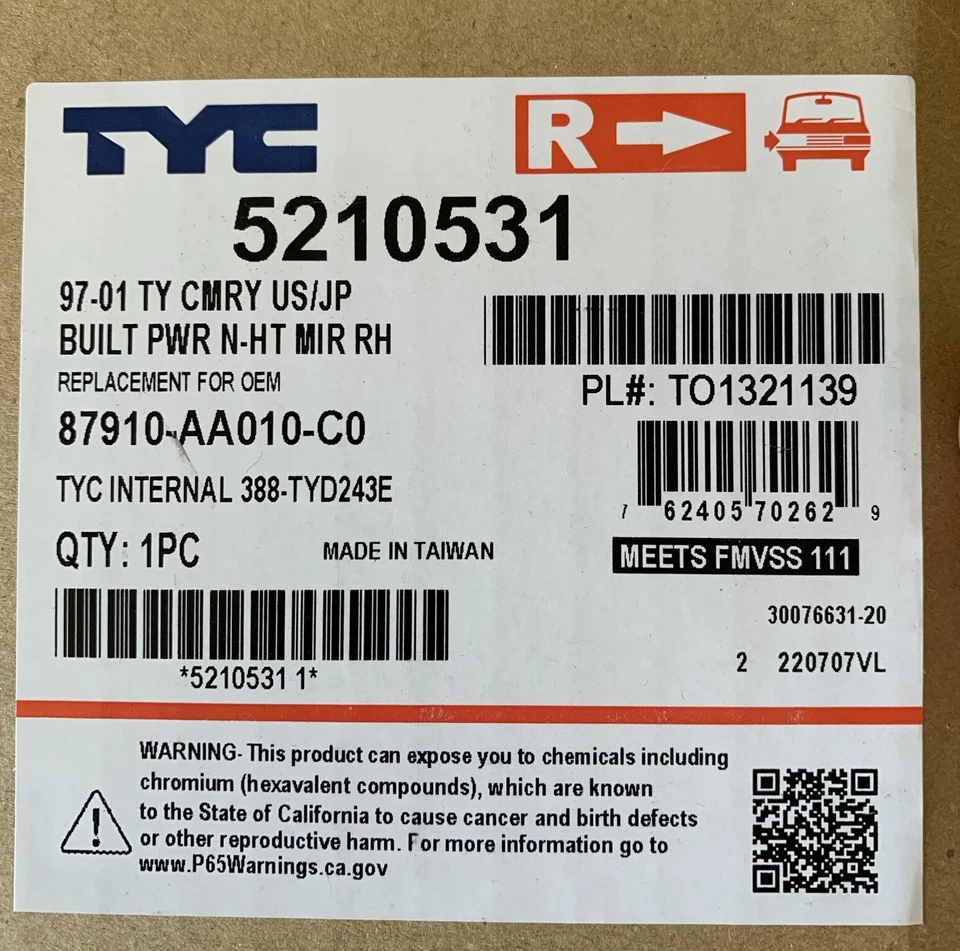 TYC
R
5210531
97-01 TY CMRY US/JP
BUILT PWR N-HT MIR RH
REPLACEMENT FOR OEM
87910-AA010-C0
PL#: TO1321139
TYC INTERNAL 388-TYD243E
7 62405 70262 9
QTY: 1PC
MADE IN TAIWAN
MEETS FMVSS 111
30076631-20
*5210531 1*
2 220707VL
WARNING- This product can expose you to chemicals including
chromium (hexavalent compounds), which are known
to the State of California to cause cancer and birth defects
or other reproductive harm. For more information go to
www.P65Warnings.ca.gov